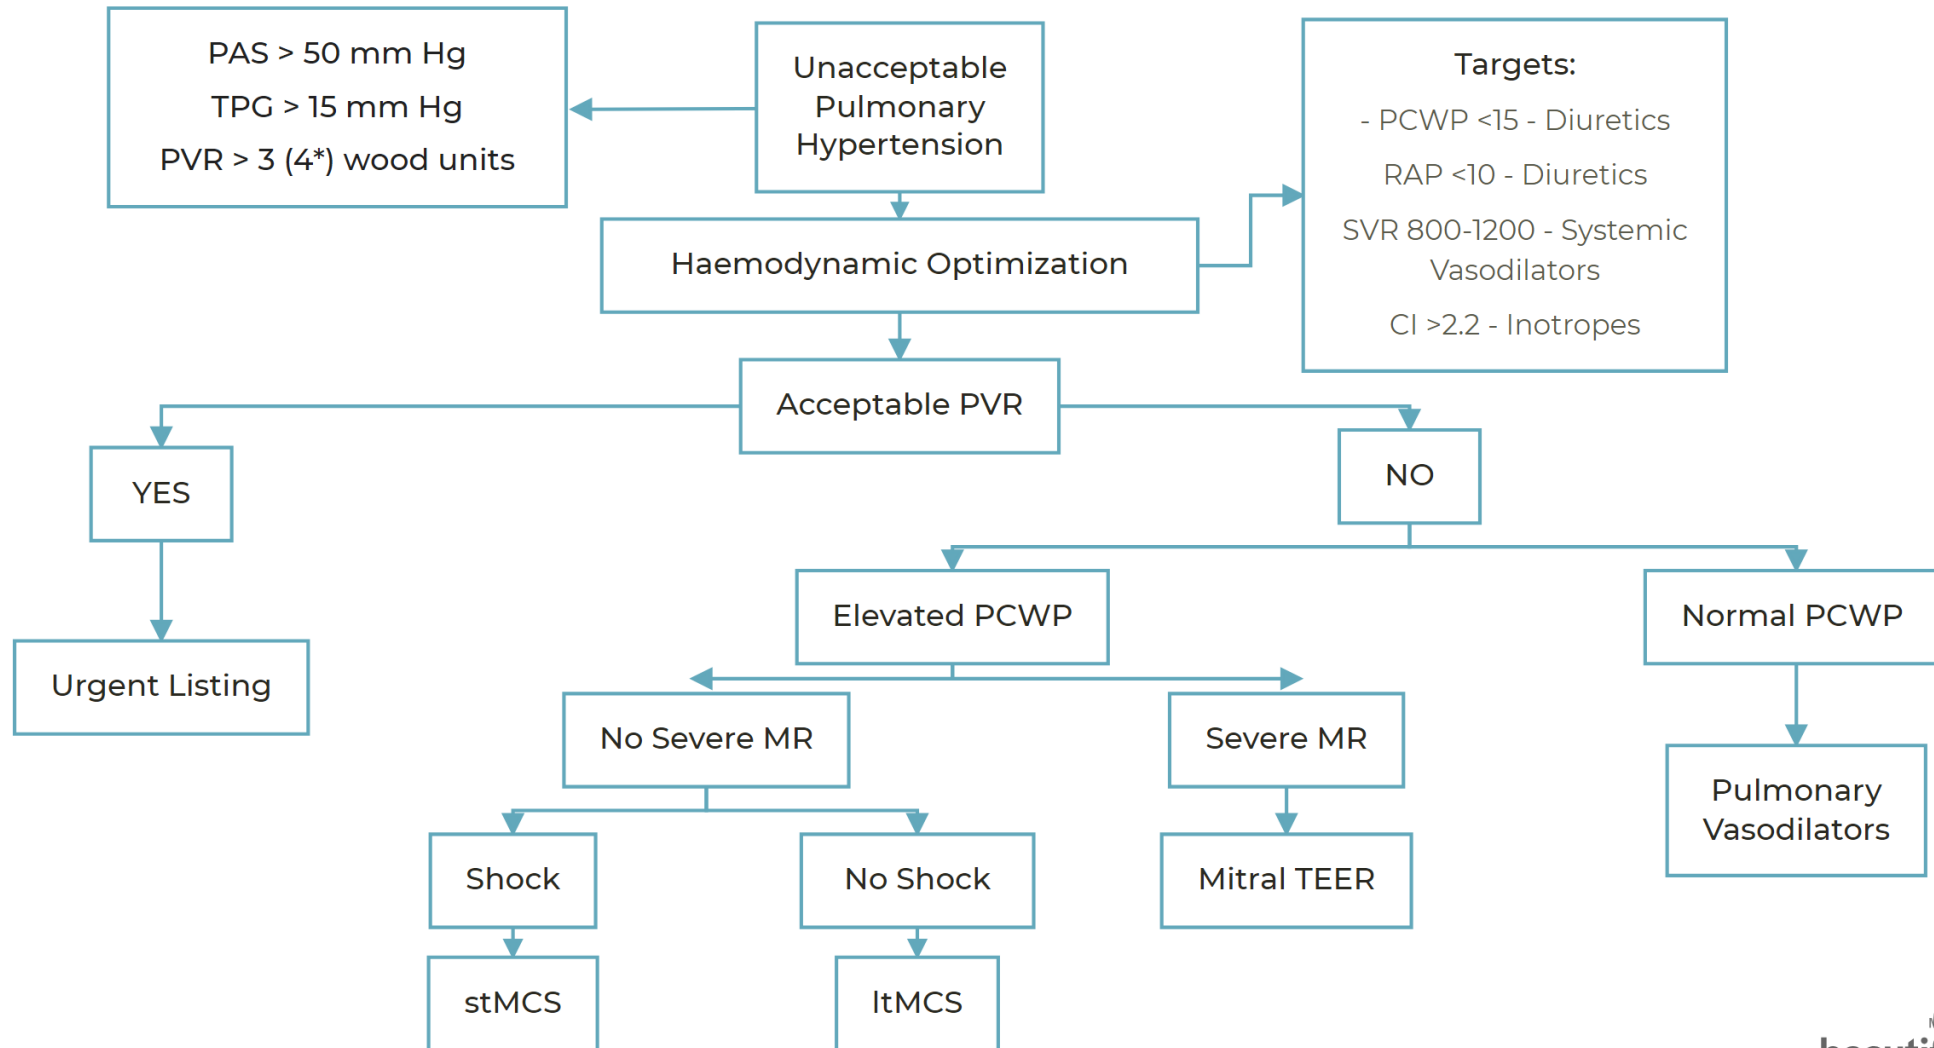 PAS > 50 mm Hg
TPG > 15 mm Hg
PVR > 3 (4*) wood units
Unacceptable
Pulmonary
Hypertension
Targets:
- PCWP <15 - Diuretics
RAP <10 - Diuretics
SVR 800-1200 - Systemic
Vasodilators
CI >2.2 - Inotropes
Haemodynamic Optimization
Acceptable PVR
YES
NO
Urgent Listing
Elevated PCWP
Normal PCWP
No Severe MR
Severe MR
Pulmonary
Vasodilators
Shock
No Shock
Mitral TEER
stMCS
ltMCS